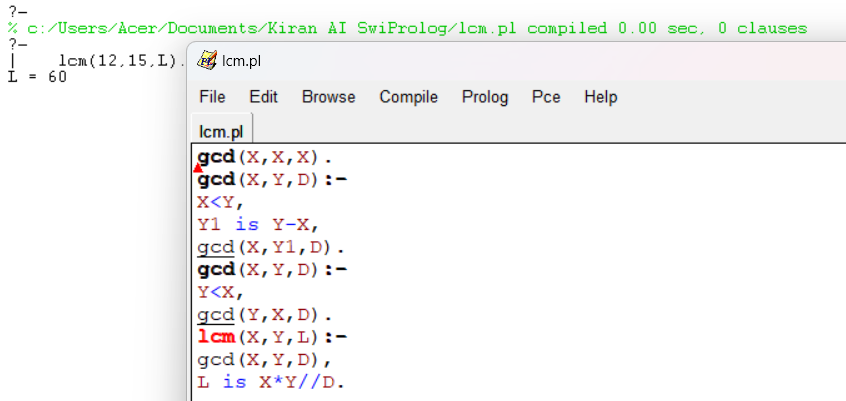 ?-
% c:/Users/Acer/Documents/Kiran AI SwiProlog/lcm.pl compiled 0.00 sec, 0 clauses
?-
|    lcm(12,15,L).
L = 60
lcm.pl
File Edit Browse Compile Prolog Pce Help
lcm.pl
gcd(X,X,X).
gcd(X,Y,D):-
X<Y,
Y1 is Y-X,
gcd(X,Y1,D).
gcd(X,Y,D):-
Y<X,
gcd(Y,X,D).
lcm(X,Y,L):-
gcd(X,Y,D),
L is X*Y//D.